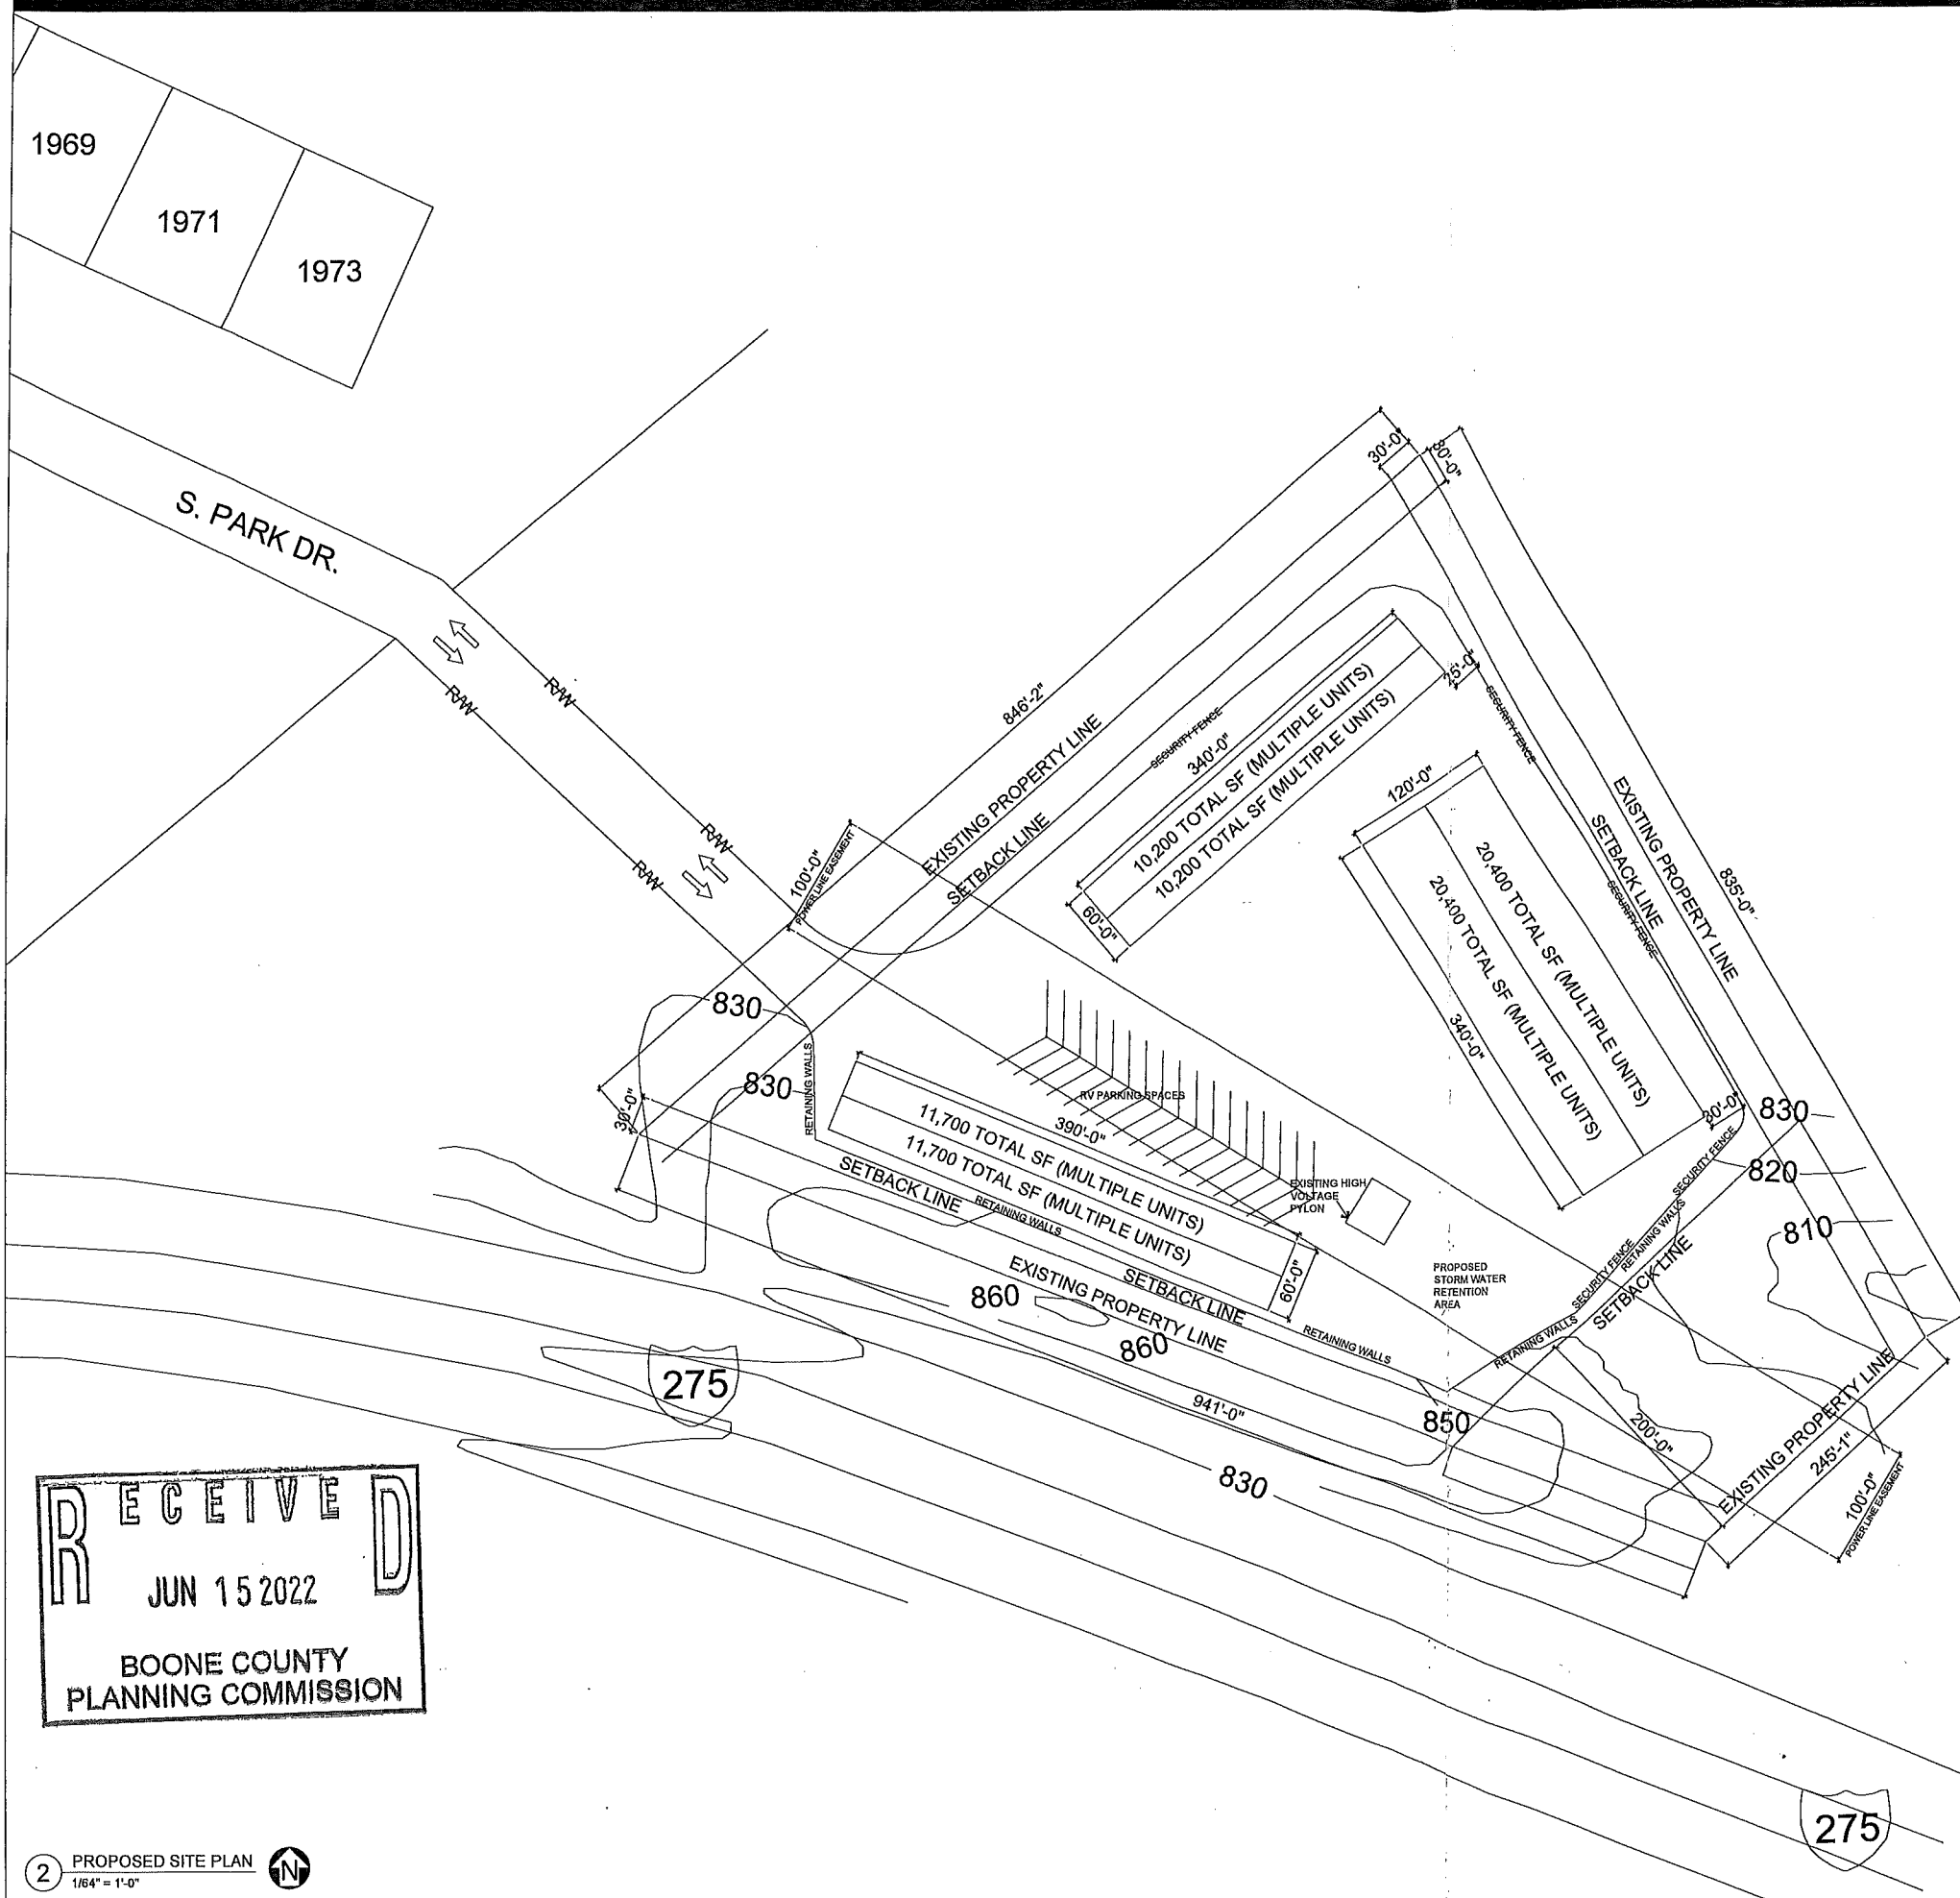 1969
1971
1973
S. PARK DR.
R/W
R/W
R/W
R/W
30'-0"
30'-0"
846'-2"
EXISTING PROPERTY LINE
SETBACK LINE
SECURITY FENCE
340'-0"
10,200 TOTAL SF (MULTIPLE UNITS)
10,200 TOTAL SF (MULTIPLE UNITS)
60'-0"
25'-0"
SECURITY FENCE
120'-0"
20,400 TOTAL SF (MULTIPLE UNITS)
20,400 TOTAL SF (MULTIPLE UNITS)
340'-0"
EXISTING PROPERTY LINE
SETBACK LINE
SECURITY FENCE
835'-0"
100'-0"
POWER LINE EASEMENT
830
830
30'-0"
RETAINING WALLS
RV PARKING SPACES
390'-0"
11,700 TOTAL SF (MULTIPLE UNITS)
11,700 TOTAL SF (MULTIPLE UNITS)
60'-0"
SETBACK LINE
RETAINING WALLS
EXISTING PROPERTY LINE
SETBACK LINE
RETAINING WALLS
EXISTING HIGH
VOLTAGE
PYLON
PROPOSED
STORM WATER
RETENTION
AREA
30'-0"
830
820
810
SECURITY FENCE
RETAINING WALLS
SECURITY FENCE
SETBACK LINE
RETAINING WALLS
860
860
850
941'-0"
830
200'-0"
EXISTING PROPERTY LINE
245'-1"
100'-0"
POWER LINE EASEMENT
275
275
RECEIVED
JUN 15 2022
BOONE COUNTY
PLANNING COMMISSION
2 PROPOSED SITE PLAN
1/64" = 1'-0"
N